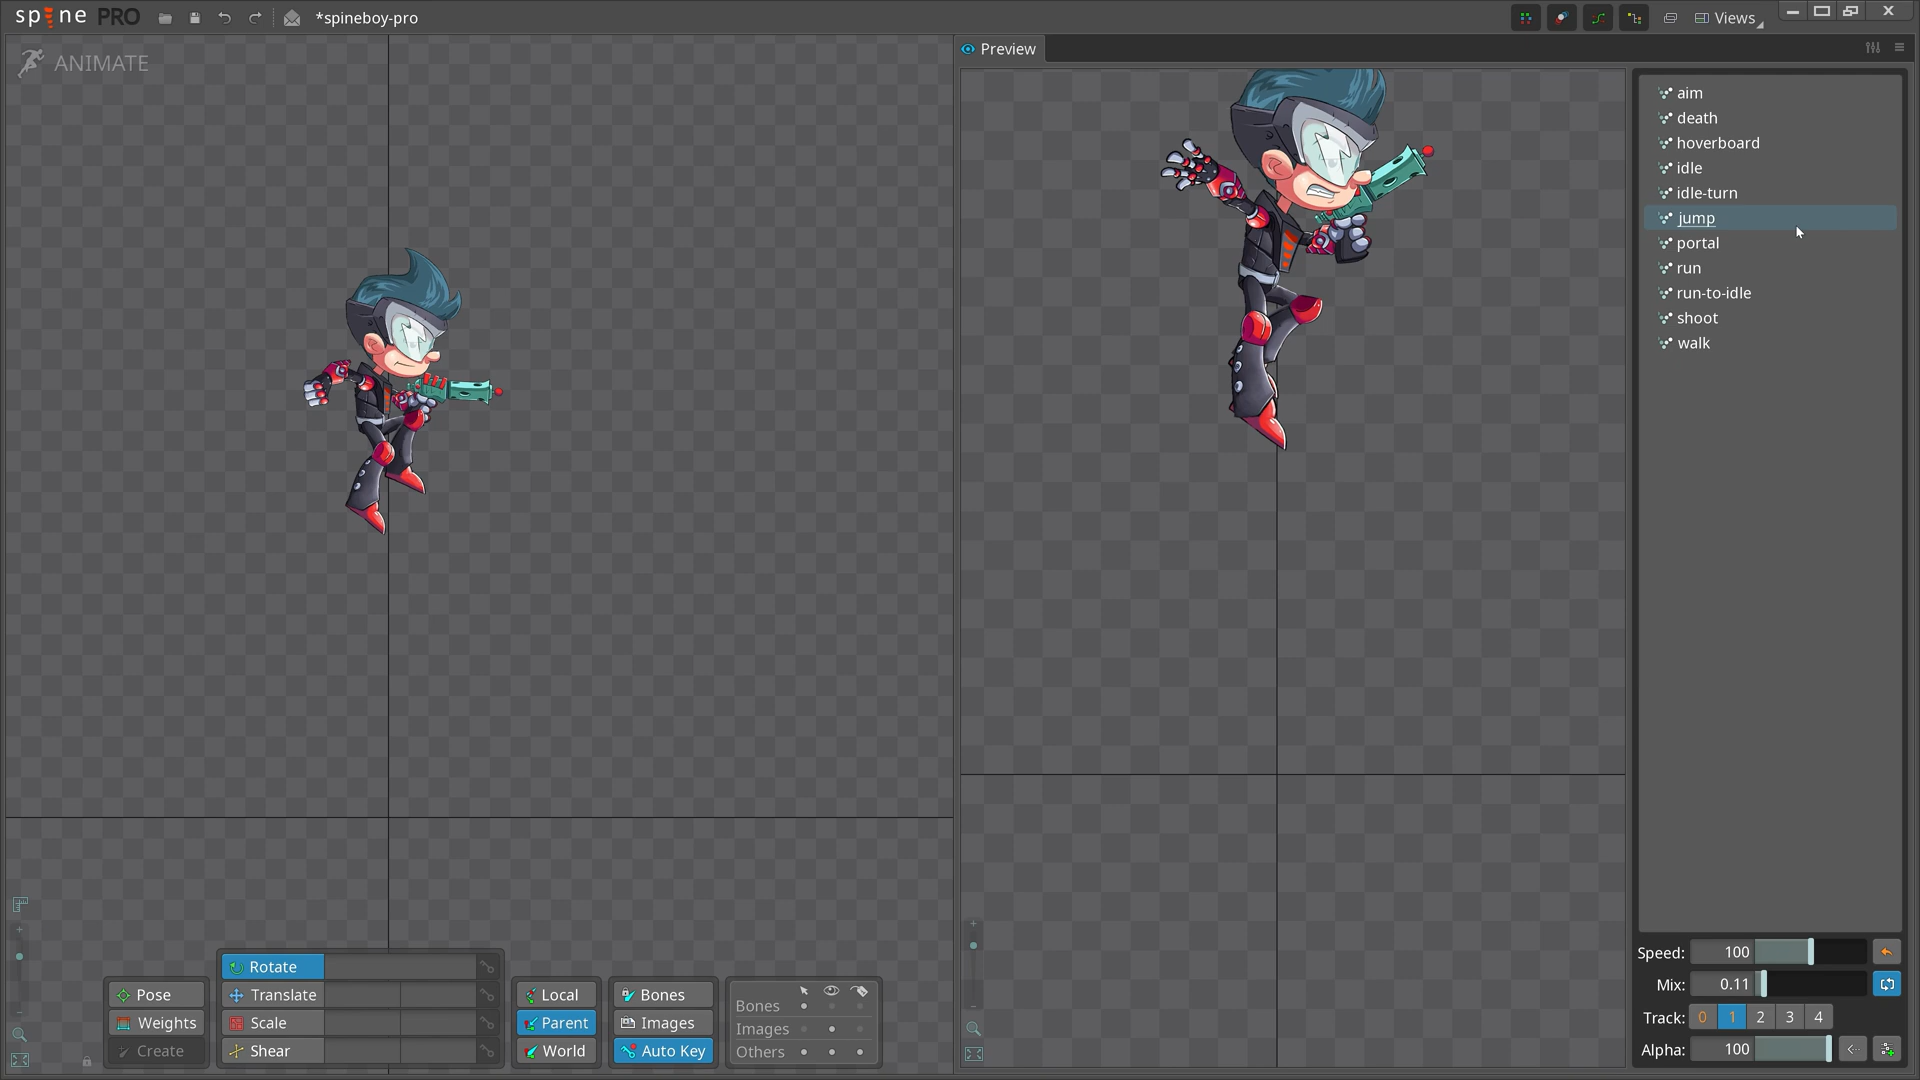 spine PRO
*spineboy-pro
Views
ANIMATE
Preview
aim
death
hoverboard
idle
idle-turn
jump
portal
run
run-to-idle
shoot
walk
Speed: 100
Mix: 0.11
Track: 0 1 2 3 4
Alpha: 100
Pose
Weights
Create
Rotate
Translate
Scale
Shear
Local
Parent
World
Bones
Images
Auto Key
Bones
Images
Others